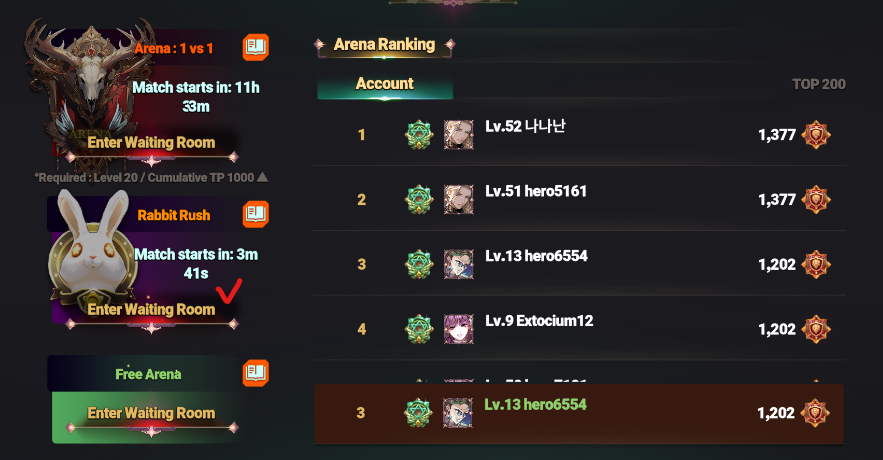 Arena : 1 vs 1
Match starts in: 11h
33m
ARENA
Enter Waiting Room
*Required : Level 20 / Cumulative TP 1000 ▲
Rabbit Rush
Match starts in: 3m
41s
Enter Waiting Room
Free Arena
Enter Waiting Room
Arena Ranking
Account
TOP 200
1 Lv.52 나나난 1,377
2 Lv.51 hero5161 1,377
3 Lv.13 hero6554 1,202
4 Lv.9 Extocium12 1,202
3 Lv.13 hero6554 1,202